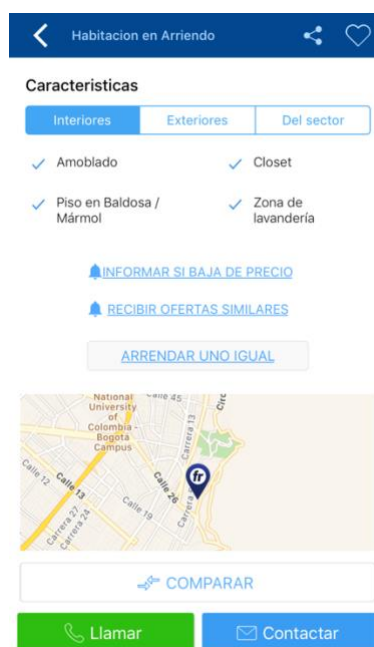 Habitacion en Arriendo
Caracteristicas
Interiores
Exteriores
Del sector
Amoblado
Closet
Piso en Baldosa /
Mármol
Zona de
lavandería
INFORMAR SI BAJA DE PRECIO
RECIBIR OFERTAS SIMILARES
ARRENDAR UNO IGUAL
National
University
of
Colombia -
Bogotá
Campus
Calle 45
Carrera 13
Calle 12
Calle 13
Calle 26
Calle 19
Carrera 27
Carrera 24
fr
COMPARAR
Llamar
Contactar